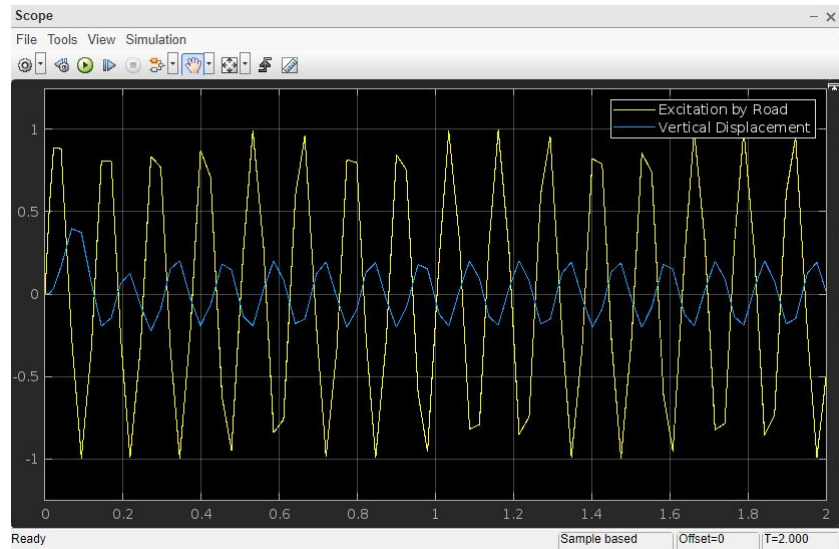 Scope
File Tools View Simulation
Excitation by Road
Vertical Displacement
1
0.5
0
-0.5
-1
0 0.2 0.4 0.6 0.8 1 1.2 1.4 1.6 1.8 2
Ready Sample based Offset=0 T=2.000